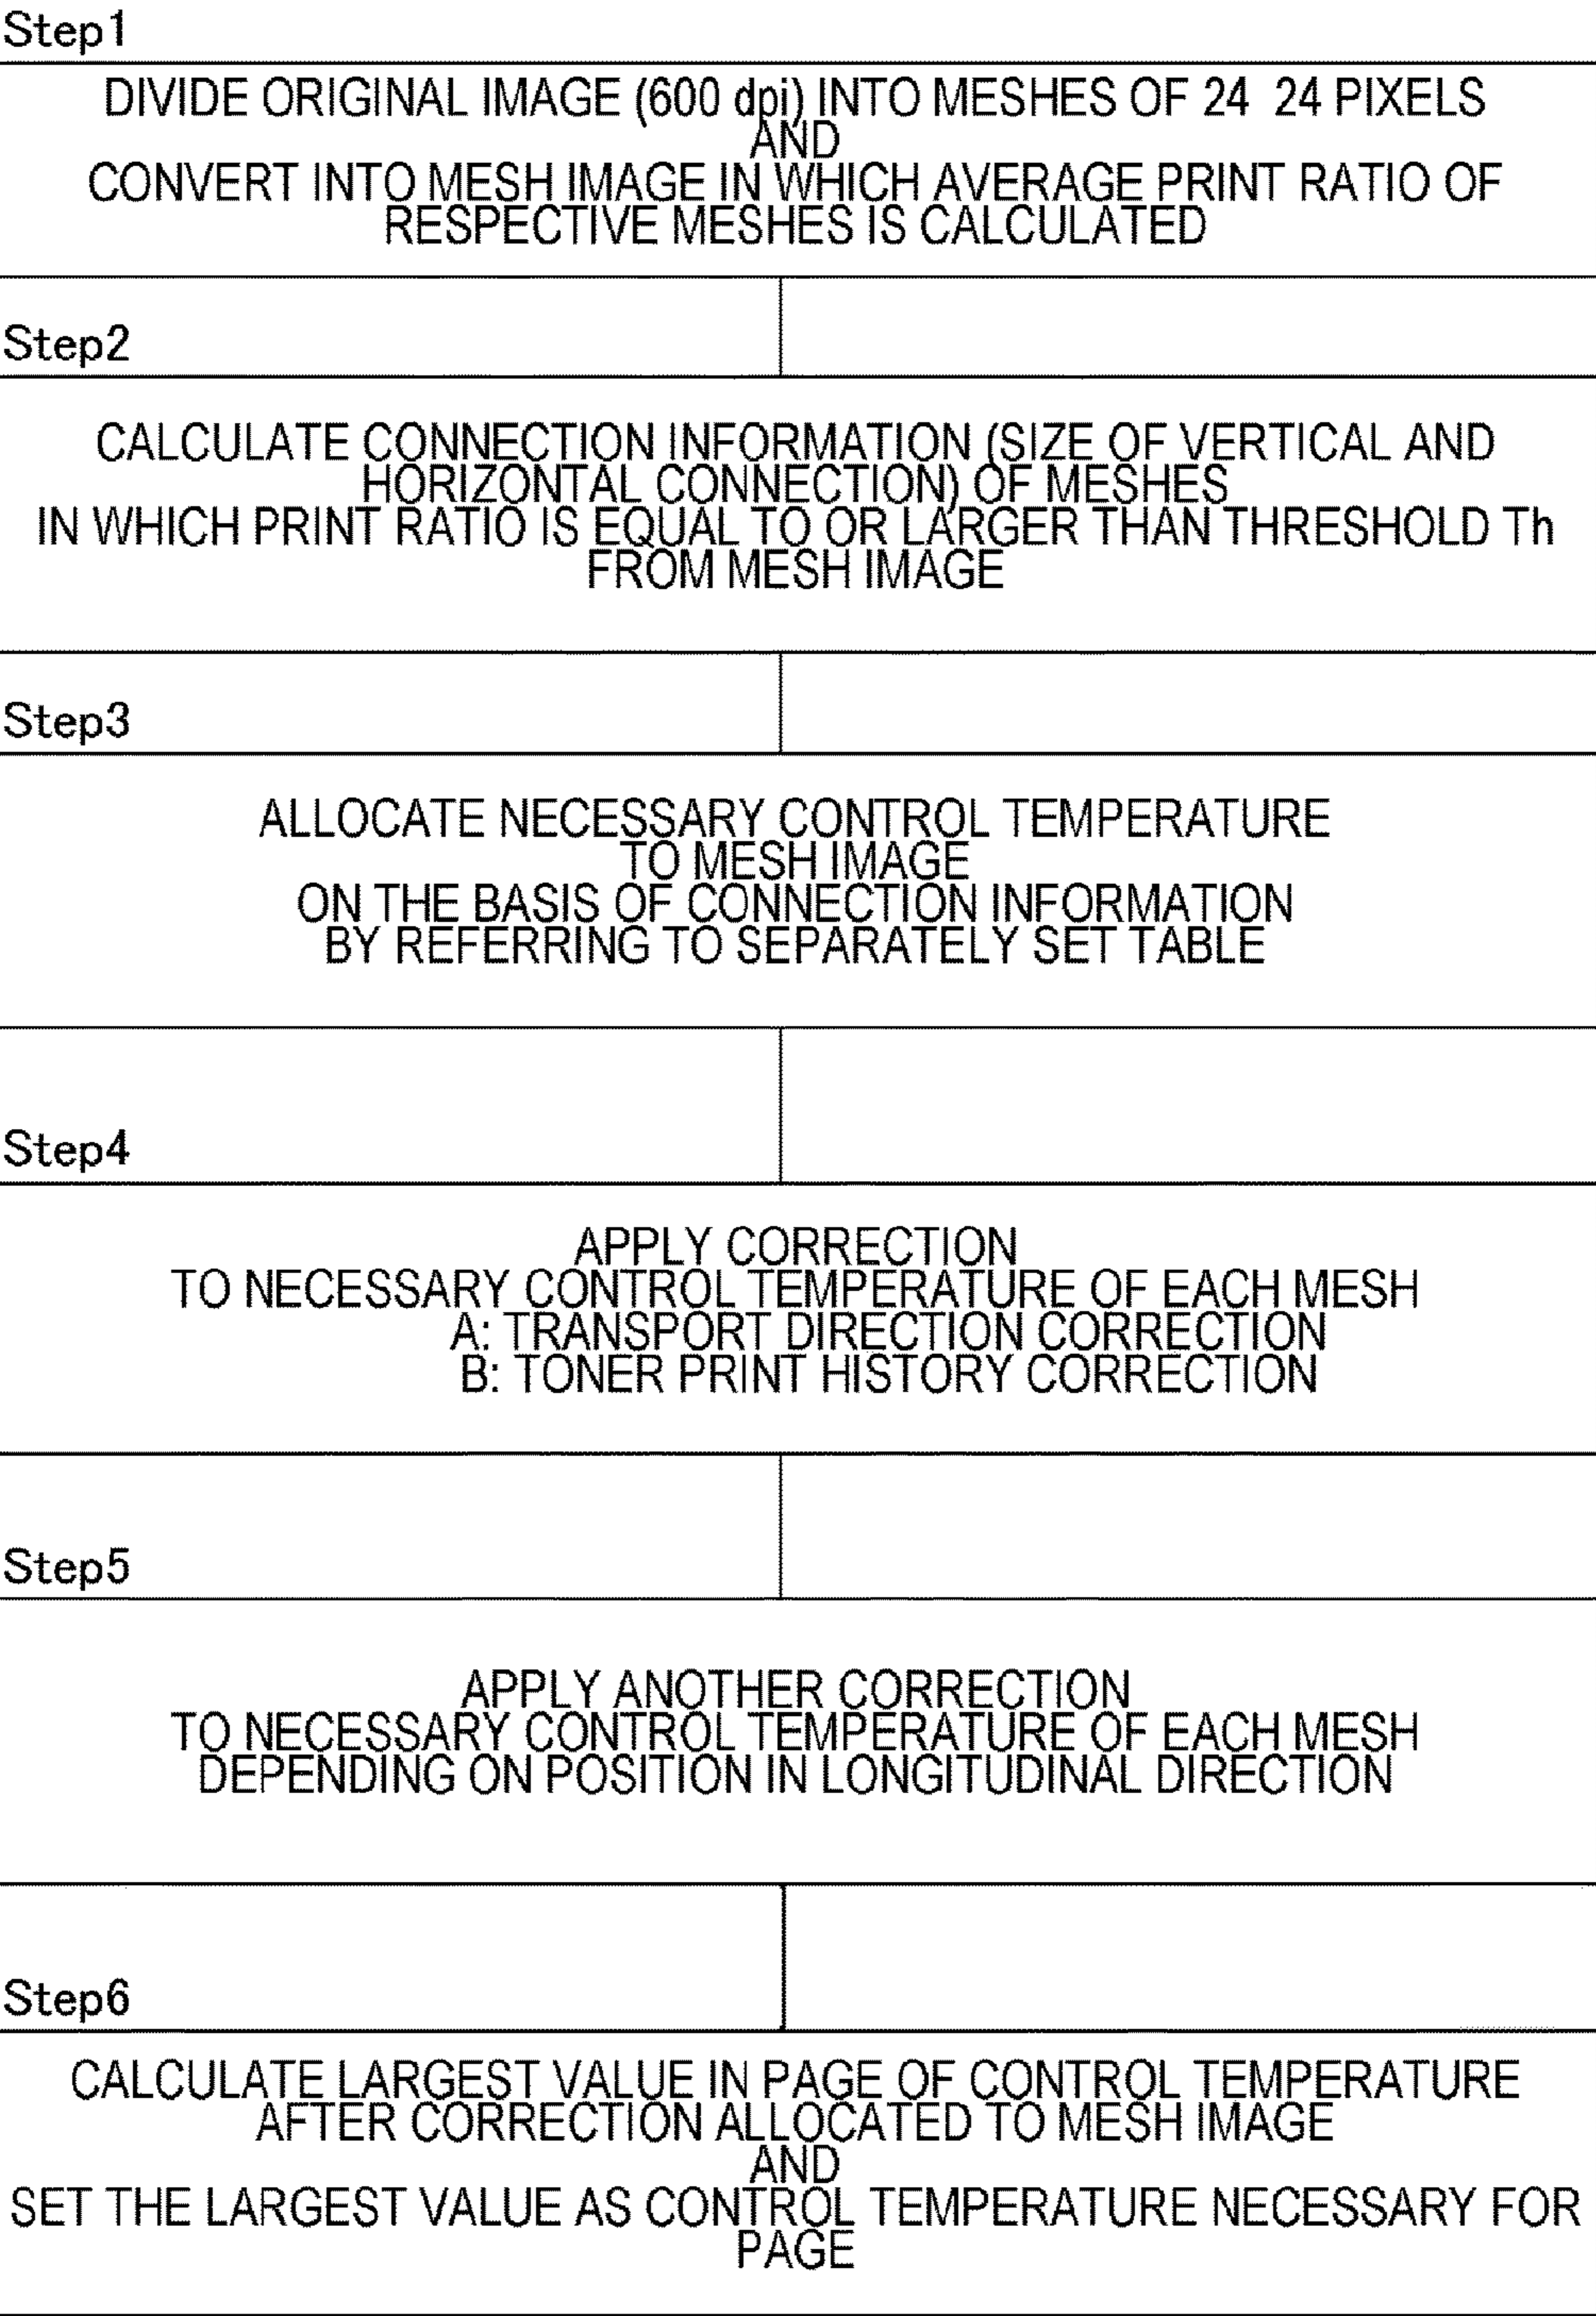 Step1
DIVIDE ORIGINAL IMAGE (600 dpi) INTO MESHES OF 24  24 PIXELS
AND
CONVERT INTO MESH IMAGE IN WHICH AVERAGE PRINT RATIO OF
RESPECTIVE MESHES IS CALCULATED
Step2
CALCULATE CONNECTION INFORMATION (SIZE OF VERTICAL AND
HORIZONTAL CONNECTION) OF MESHES
IN WHICH PRINT RATIO IS EQUAL TO OR LARGER THAN THRESHOLD Th
FROM MESH IMAGE
Step3
ALLOCATE NECESSARY CONTROL TEMPERATURE
TO MESH IMAGE
ON THE BASIS OF CONNECTION INFORMATION
BY REFERRING TO SEPARATELY SET TABLE
Step4
APPLY CORRECTION
TO NECESSARY CONTROL TEMPERATURE OF EACH MESH
A: TRANSPORT DIRECTION CORRECTION
B: TONER PRINT HISTORY CORRECTION
Step5
APPLY ANOTHER CORRECTION
TO NECESSARY CONTROL TEMPERATURE OF EACH MESH
DEPENDING ON POSITION IN LONGITUDINAL DIRECTION
Step6
CALCULATE LARGEST VALUE IN PAGE OF CONTROL TEMPERATURE
AFTER CORRECTION ALLOCATED TO MESH IMAGE
AND
SET THE LARGEST VALUE AS CONTROL TEMPERATURE NECESSARY FOR
PAGE